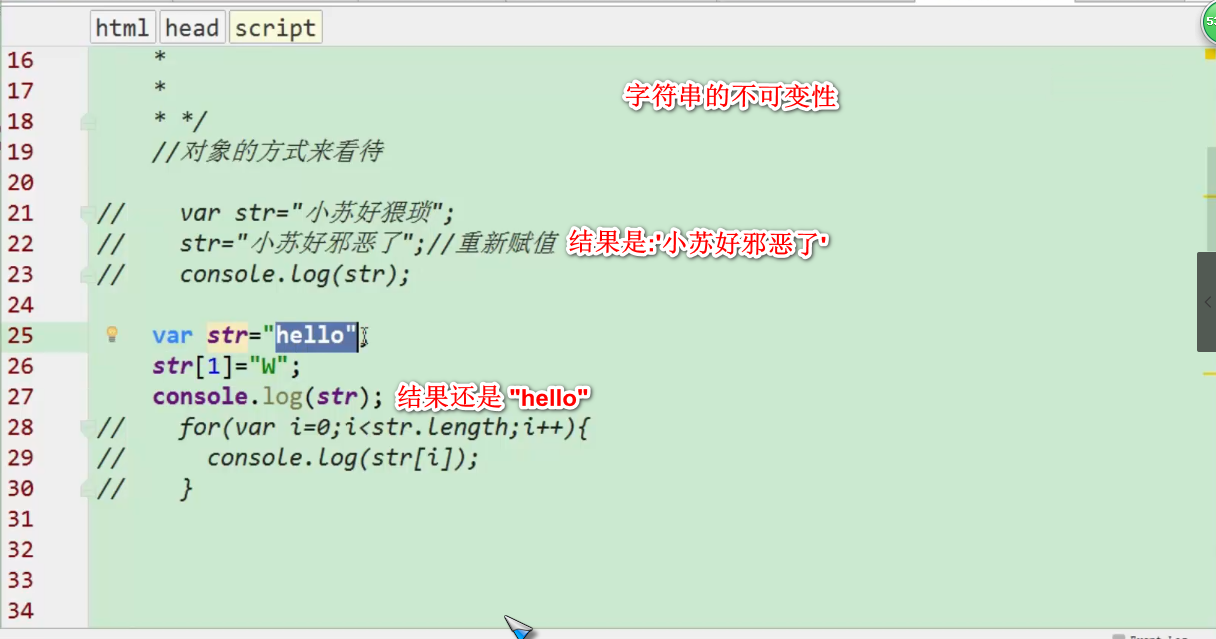 html head script
16 *
17 * 字符串的不可变性
18 * */
19 //对象的方式来看待
20
21 // var str="小苏好猥琐";
22 // str="小苏好邪恶了";//重新赋值 结果是:'小苏好邪恶了'
23 // console.log(str);
24
25 var str="hello";
26 str[1]="W";
27 console.log(str); 结果还是 "hello"
28 // for(var i=0;i<str.length;i++){
29 // console.log(str[i]);
30 // }
31
32
33
34